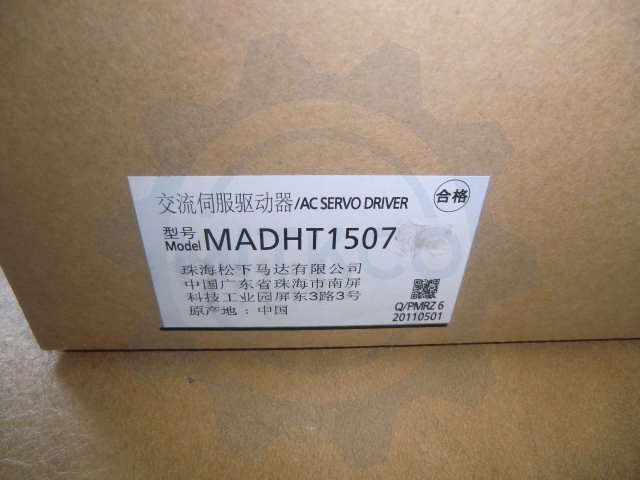 交流伺服驱动器/AC SERVO DRIVER
合格
型号
Model MADHT1507
珠海松下马达有限公司
中国广东省珠海市南屏
科技工业园屏东3路3号
原产地：中国
Q/PMRZ 6
20110501